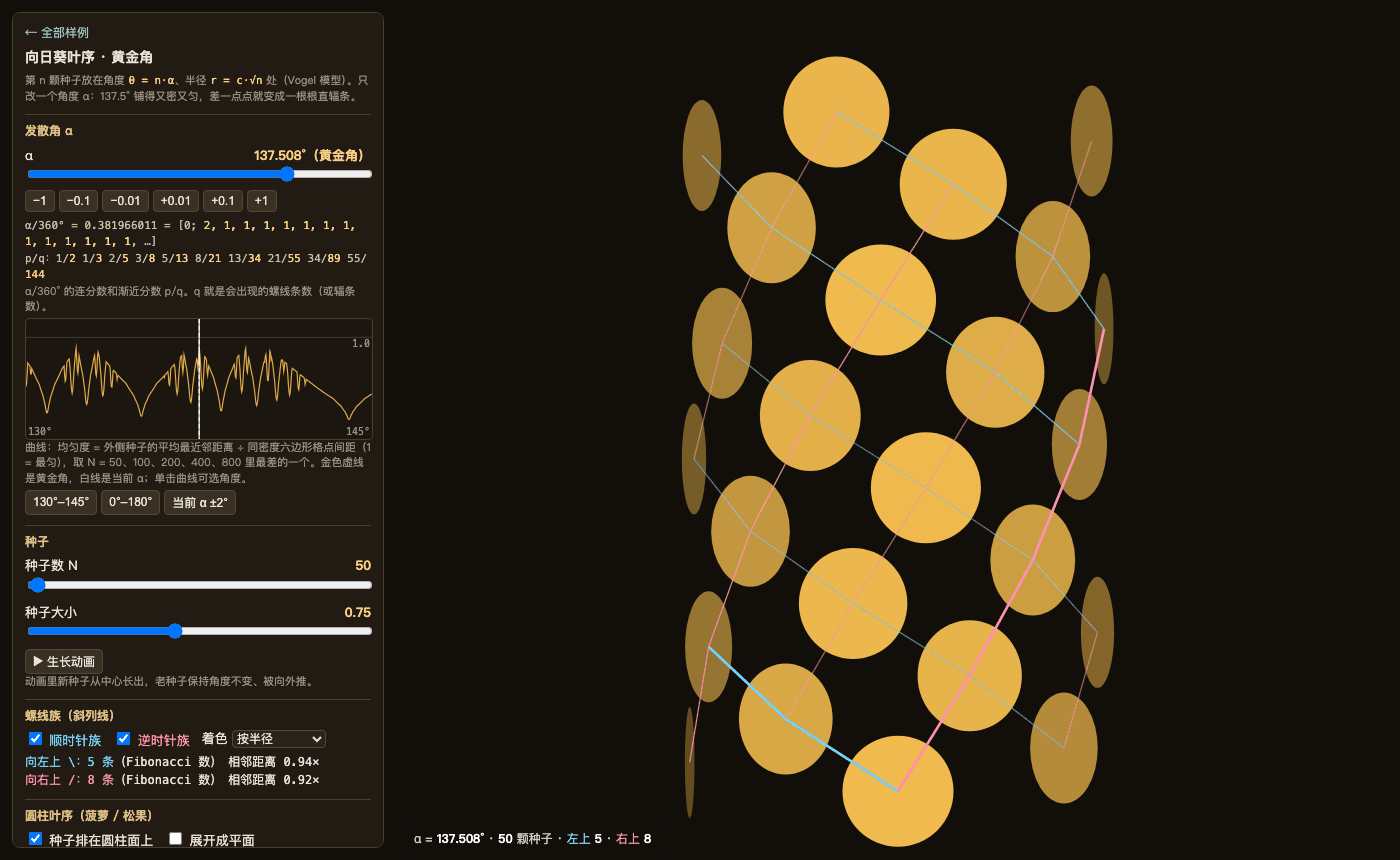 ← 全部样例
向日葵叶序 · 黄金角
第 n 颗种子放在角度 θ = n·α、半径 r = c·√n 处（Vogel 模型）。只
改一个角度 α：137.5° 铺得又密又匀，差一点点就变成一根根直辐条。
发散角 α
α 137.508°（黄金角）
−1 −0.1 −0.01 +0.01 +0.1 +1
α/360° = 0.381966011 = [0; 2, 1, 1, 1, 1, 1, 1, 1,
1, 1, 1, 1, 1, 1, …]
p/q: 1/2 1/3 2/5 3/8 5/13 8/21 13/34 21/55 34/89 55/
144
α/360° 的连分数和渐近分数 p/q。q 就是会出现的螺线条数（或辐条
数）。
1.0
130° 145°
曲线：均匀度 = 外侧种子的平均最近邻距离 ÷ 同密度六边形格点间距（1
= 最匀），取 N = 50、100、200、400、800 里最差的一个。金色虚线
是黄金角，白线是当前 α；单击曲线可选角度。
130°–145° 0°–180° 当前 α ±2°
种子
种子数 N 50
种子大小 0.75
▶ 生长动画
动画里新种子从中心长出，老种子保持角度不变、被向外推。
螺线族（斜列线）
顺时针族 逆时针族 着色 按半径
向左上 \: 5 条 (Fibonacci 数) 相邻距离 0.94×
向右上 /: 8 条 (Fibonacci 数) 相邻距离 0.92×
圆柱叶序（菠萝 / 松果）
种子排在圆柱面上 展开成平面
α = 137.508° · 50 颗种子 · 左上 5 · 右上 8